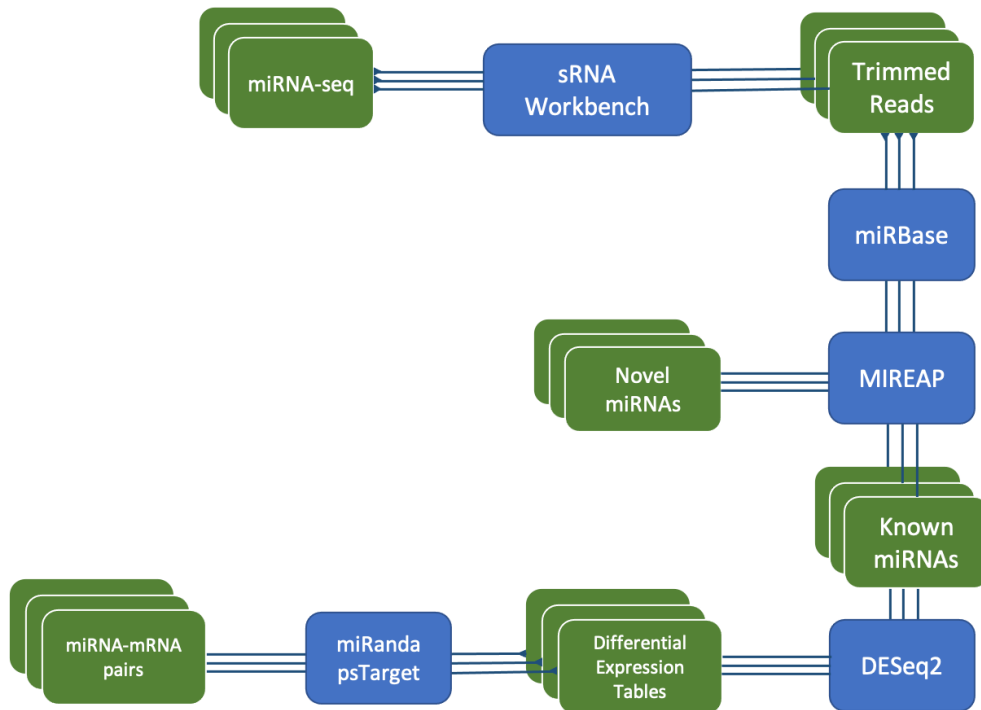 miRNA-seq
sRNA
Workbench
Trimmed
Reads
miRBase
Novel
miRNAs
MIREAP
Known
miRNAs
miRNA-mRNA
pairs
miRanda
psTarget
Differential
Expression
Tables
DESeq2